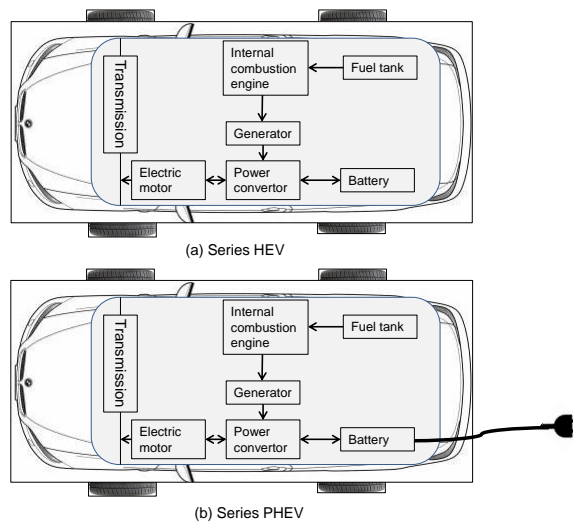 Internal
combustion
engine
Fuel tank
Transmission
Generator
Electric
motor
Power
convertor
Battery
(a) Series HEV
Internal
combustion
engine
Fuel tank
Transmission
Generator
Electric
motor
Power
convertor
Battery
(b) Series PHEV